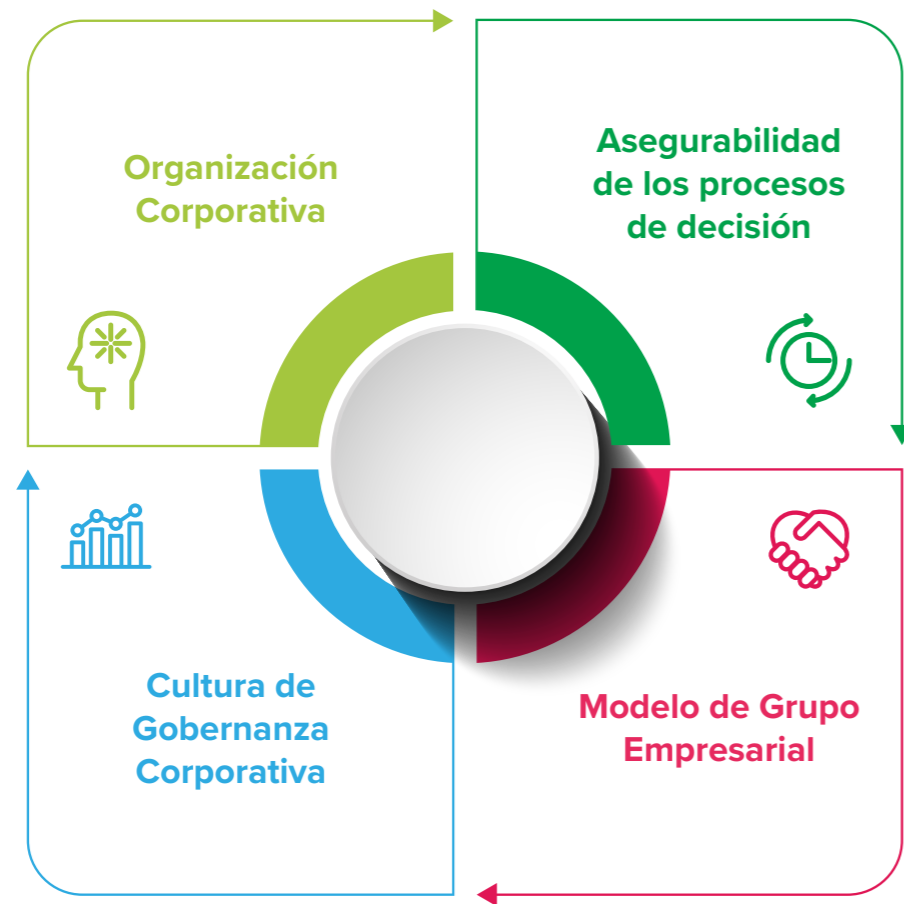 Organización
Corporativa
Asegurabilidad
de los procesos
de decisión
Cultura de
Gobernanza
Corporativa
Modelo de Grupo
Empresarial